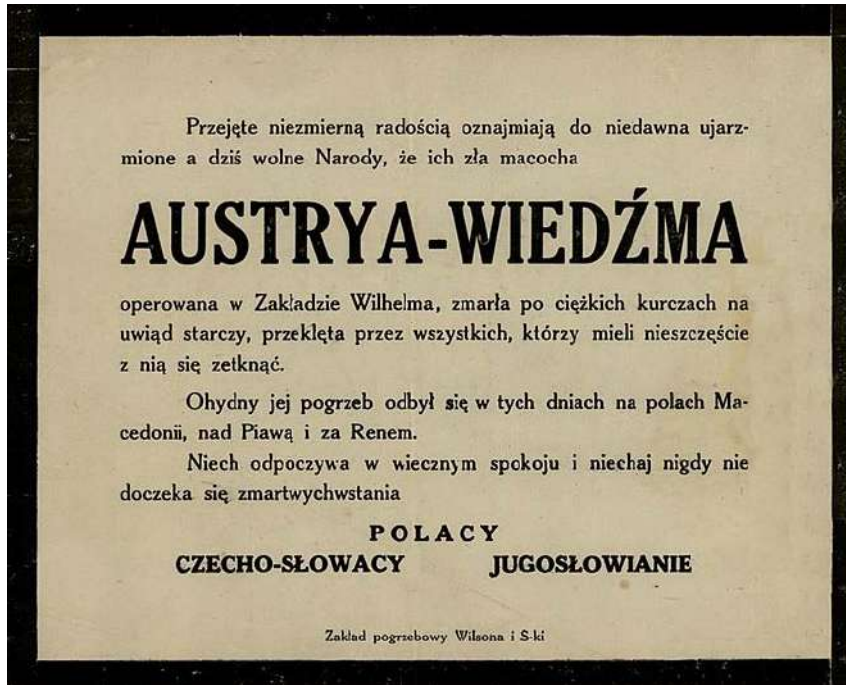 Przejęte niezmierną radością oznajmiają do niedawna ujarz-
mione a dziś wolne Narody, że ich zła macocha
AUSTRYA-WIEDŹMA
operowana w Zakładzie Wilhelma, zmarła po ciężkich kurczach na
uwiąd starczy, przeklęta przez wszystkich, którzy mieli nieszczęście
z nią się zetknąć.
Ohydny jej pogrzeb odbył się w tych dniach na polach Ma-
cedonii, nad Piawą i za Renem.
Niech odpoczywa w wiecznym spokoju i niechaj nigdy nie
doczeka się zmartwychwstania
POLACY
CZECHO-SŁOWACY JUGOSŁOWIANIE
Zakład pogrzebowy Wilsona i S-ki